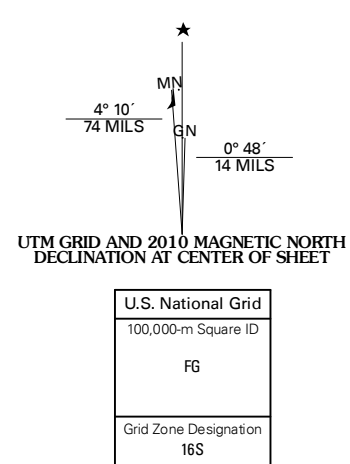 MN
4° 10´
74 MILS
GN
0° 48´
14 MILS
UTM GRID AND 2010 MAGNETIC NORTH
DECLINATION AT CENTER OF SHEET
U.S. National Grid
100,000-m Square ID
FG
Grid Zone Designation
16S